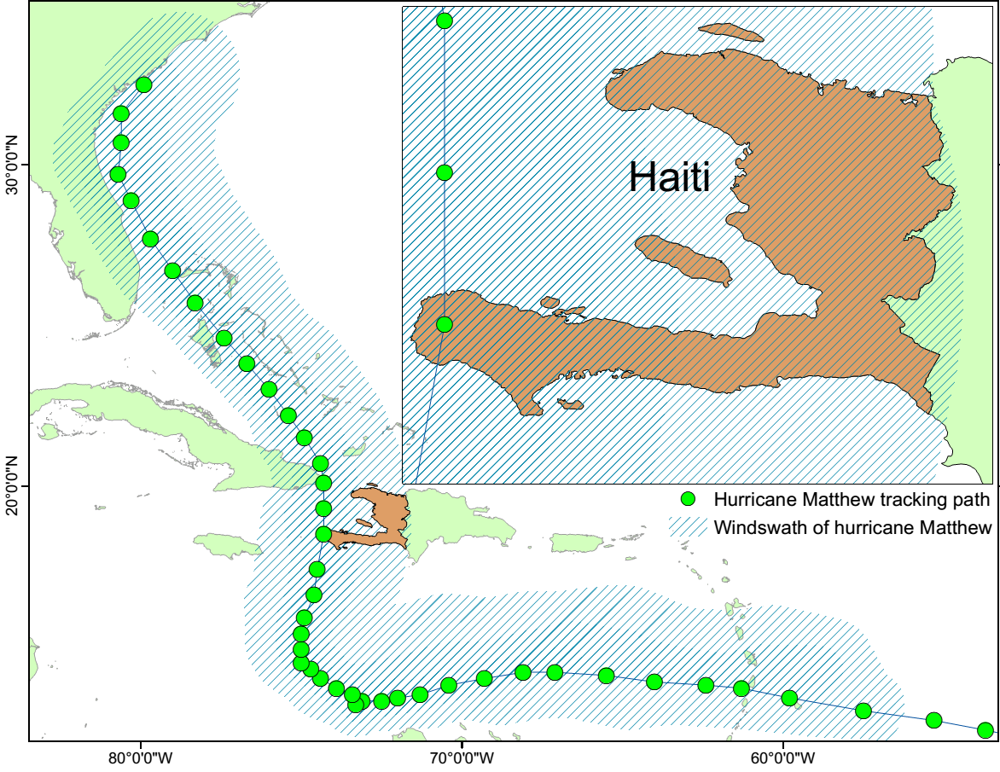 Haiti
30°0'0"N
20°0'0"N
Hurricane Matthew tracking path
Windswath of hurricane Matthew
80°0'0"W
70°0'0"W
60°0'0"W